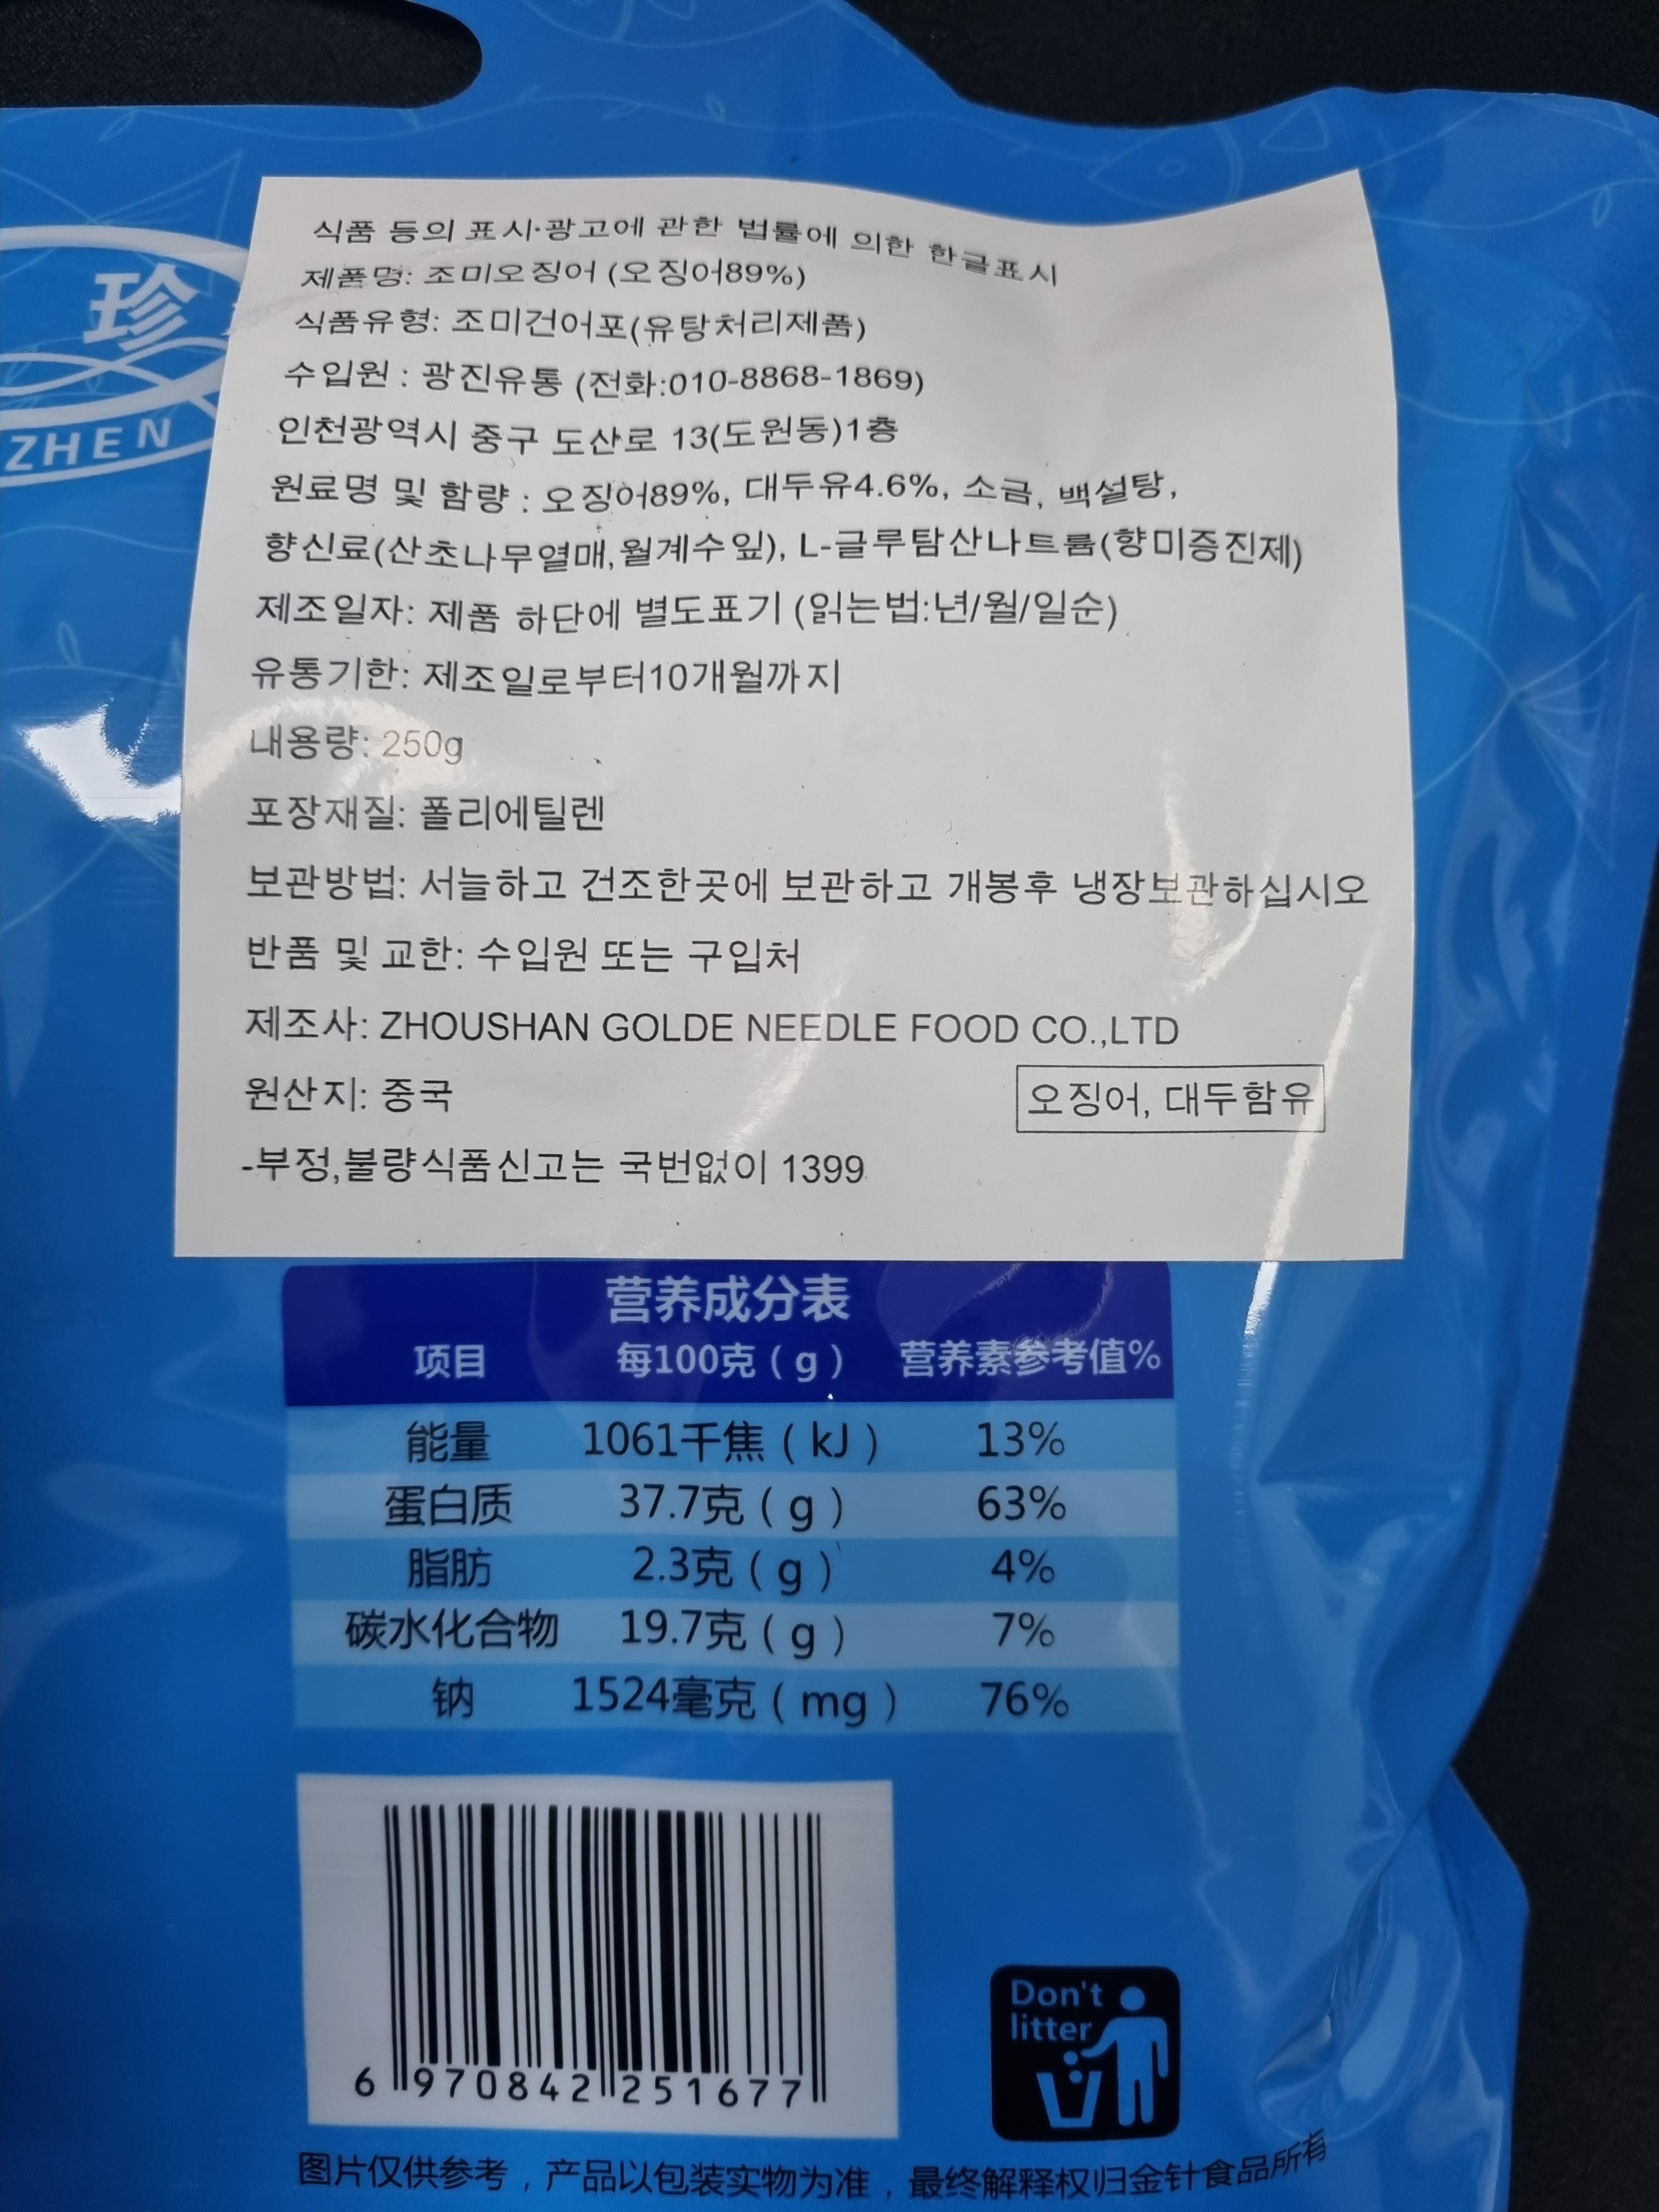 珍
ZHEN
식품 등의 표시·광고에 관한 법률에 의한 한글표시
제품명: 조미오징어 (오징어89%)
식품유형: 조미건어포(유탕처리제품)
수입원 : 광진유통 (전화:010-8868-1869)
인천광역시 중구 도산로 13(도원동)1층
원료명 및 함량 : 오징어89%, 대두유4.6%, 소금, 백설탕,
향신료(산초나무열매,월계수잎), L-글루탐산나트륨(향미증진제)
제조일자: 제품 하단에 별도표기 (읽는법:년/월/일순)
유통기한: 제조일로부터10개월까지
내용량: 250g
포장재질: 폴리에틸렌
보관방법: 서늘하고 건조한곳에 보관하고 개봉후 냉장보관하십시오
반품 및 교한: 수입원 또는 구입처
제조사: ZHOUSHAN GOLDE NEEDLE FOOD CO.,LTD
원산지: 중국
오징어, 대두함유
-부정,불량식품신고는 국번없이 1399
营养成分表
项目 每100克(g) 营养素参考值%
能量 1061千焦(kJ) 13%
蛋白质 37.7克(g) 63%
脂肪 2.3克(g) 4%
碳水化合物 19.7克(g) 7%
钠 1524毫克(mg) 76%
6 970842 251677
Don't
litter
图片仅供参考，产品以包装实物为准，最终解释权归金针食品所有